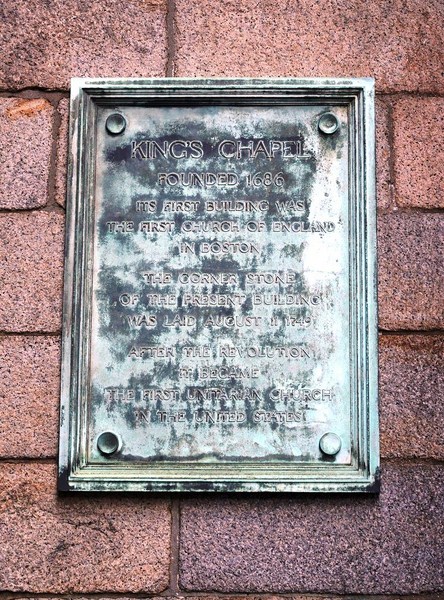 KING'S CHAPEL
FOUNDED 1686
ITS FIRST BUILDING WAS
THE FIRST CHURCH OF ENGLAND
IN BOSTON
THE CORNER STONE
OF THE PRESENT BUILDING
WAS LAID AUGUST 11 1749
AFTER THE REVOLUTION
IT BECAME
THE FIRST UNITARIAN CHURCH
IN THE UNITED STATES